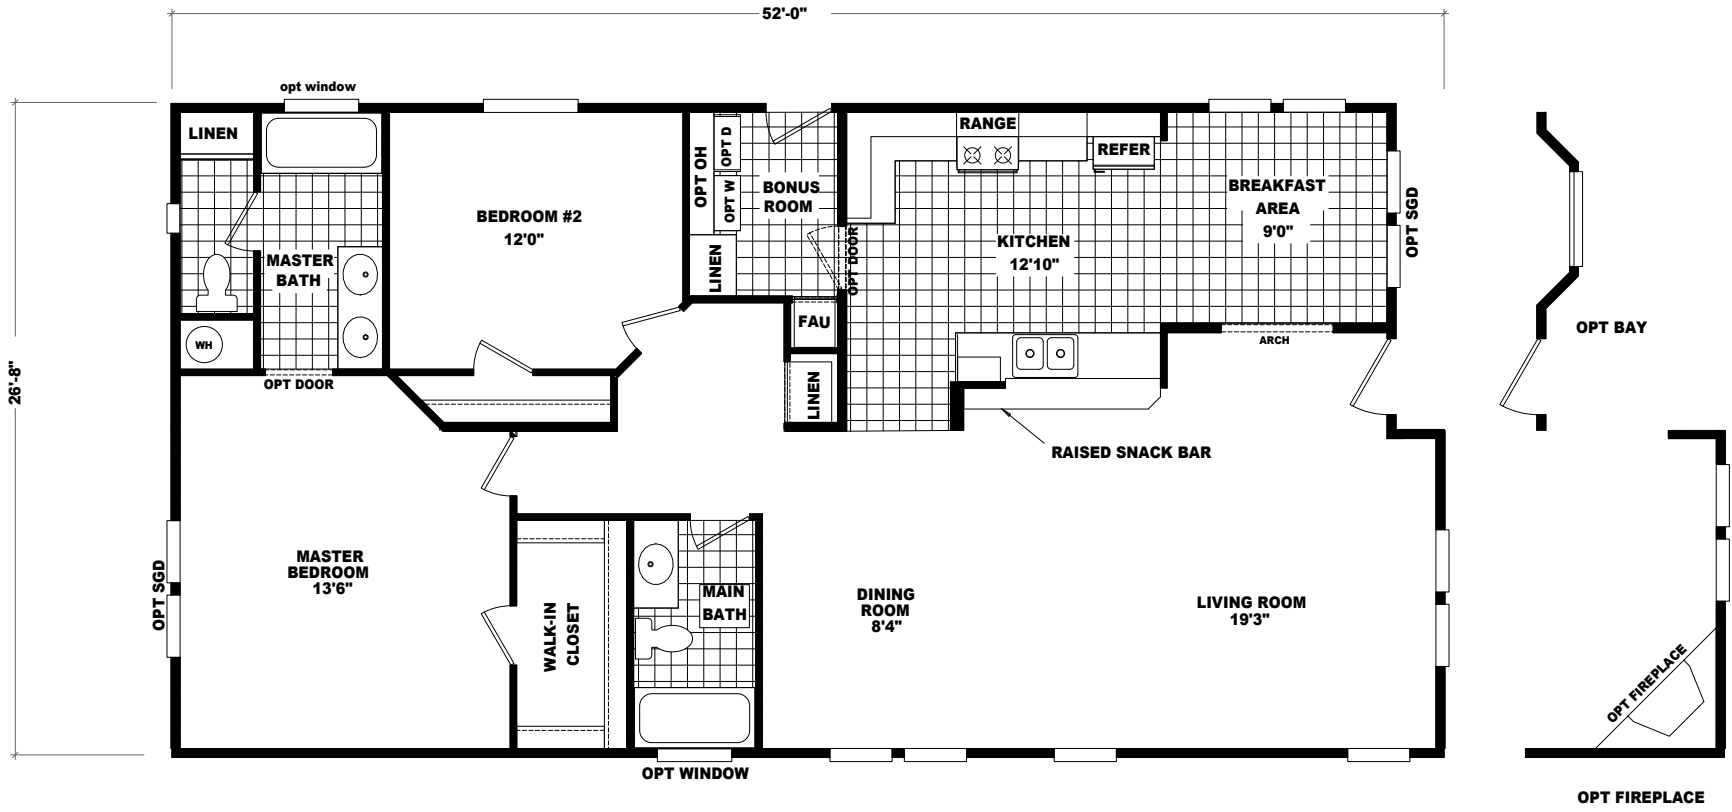 52'-0"
26'-8"
opt window
LINEN
MASTER
BATH
WH
OPT DOOR
BEDROOM #2
12'0"
OPT OH
OPT D
OPT W
LINEN
BONUS
ROOM
OPT DOOR
FAU
LINEN
RANGE
REFER
KITCHEN
12'10"
BREAKFAST
AREA
9'0"
OPT SGD
ARCH
RAISED SNACK BAR
OPT BAY
OPT SGD
MASTER
BEDROOM
13'6"
WALK-IN
CLOSET
MAIN
BATH
OPT WINDOW
DINING
ROOM
8'4"
LIVING ROOM
19'3"
OPT FIREPLACE
OPT FIREPLACE